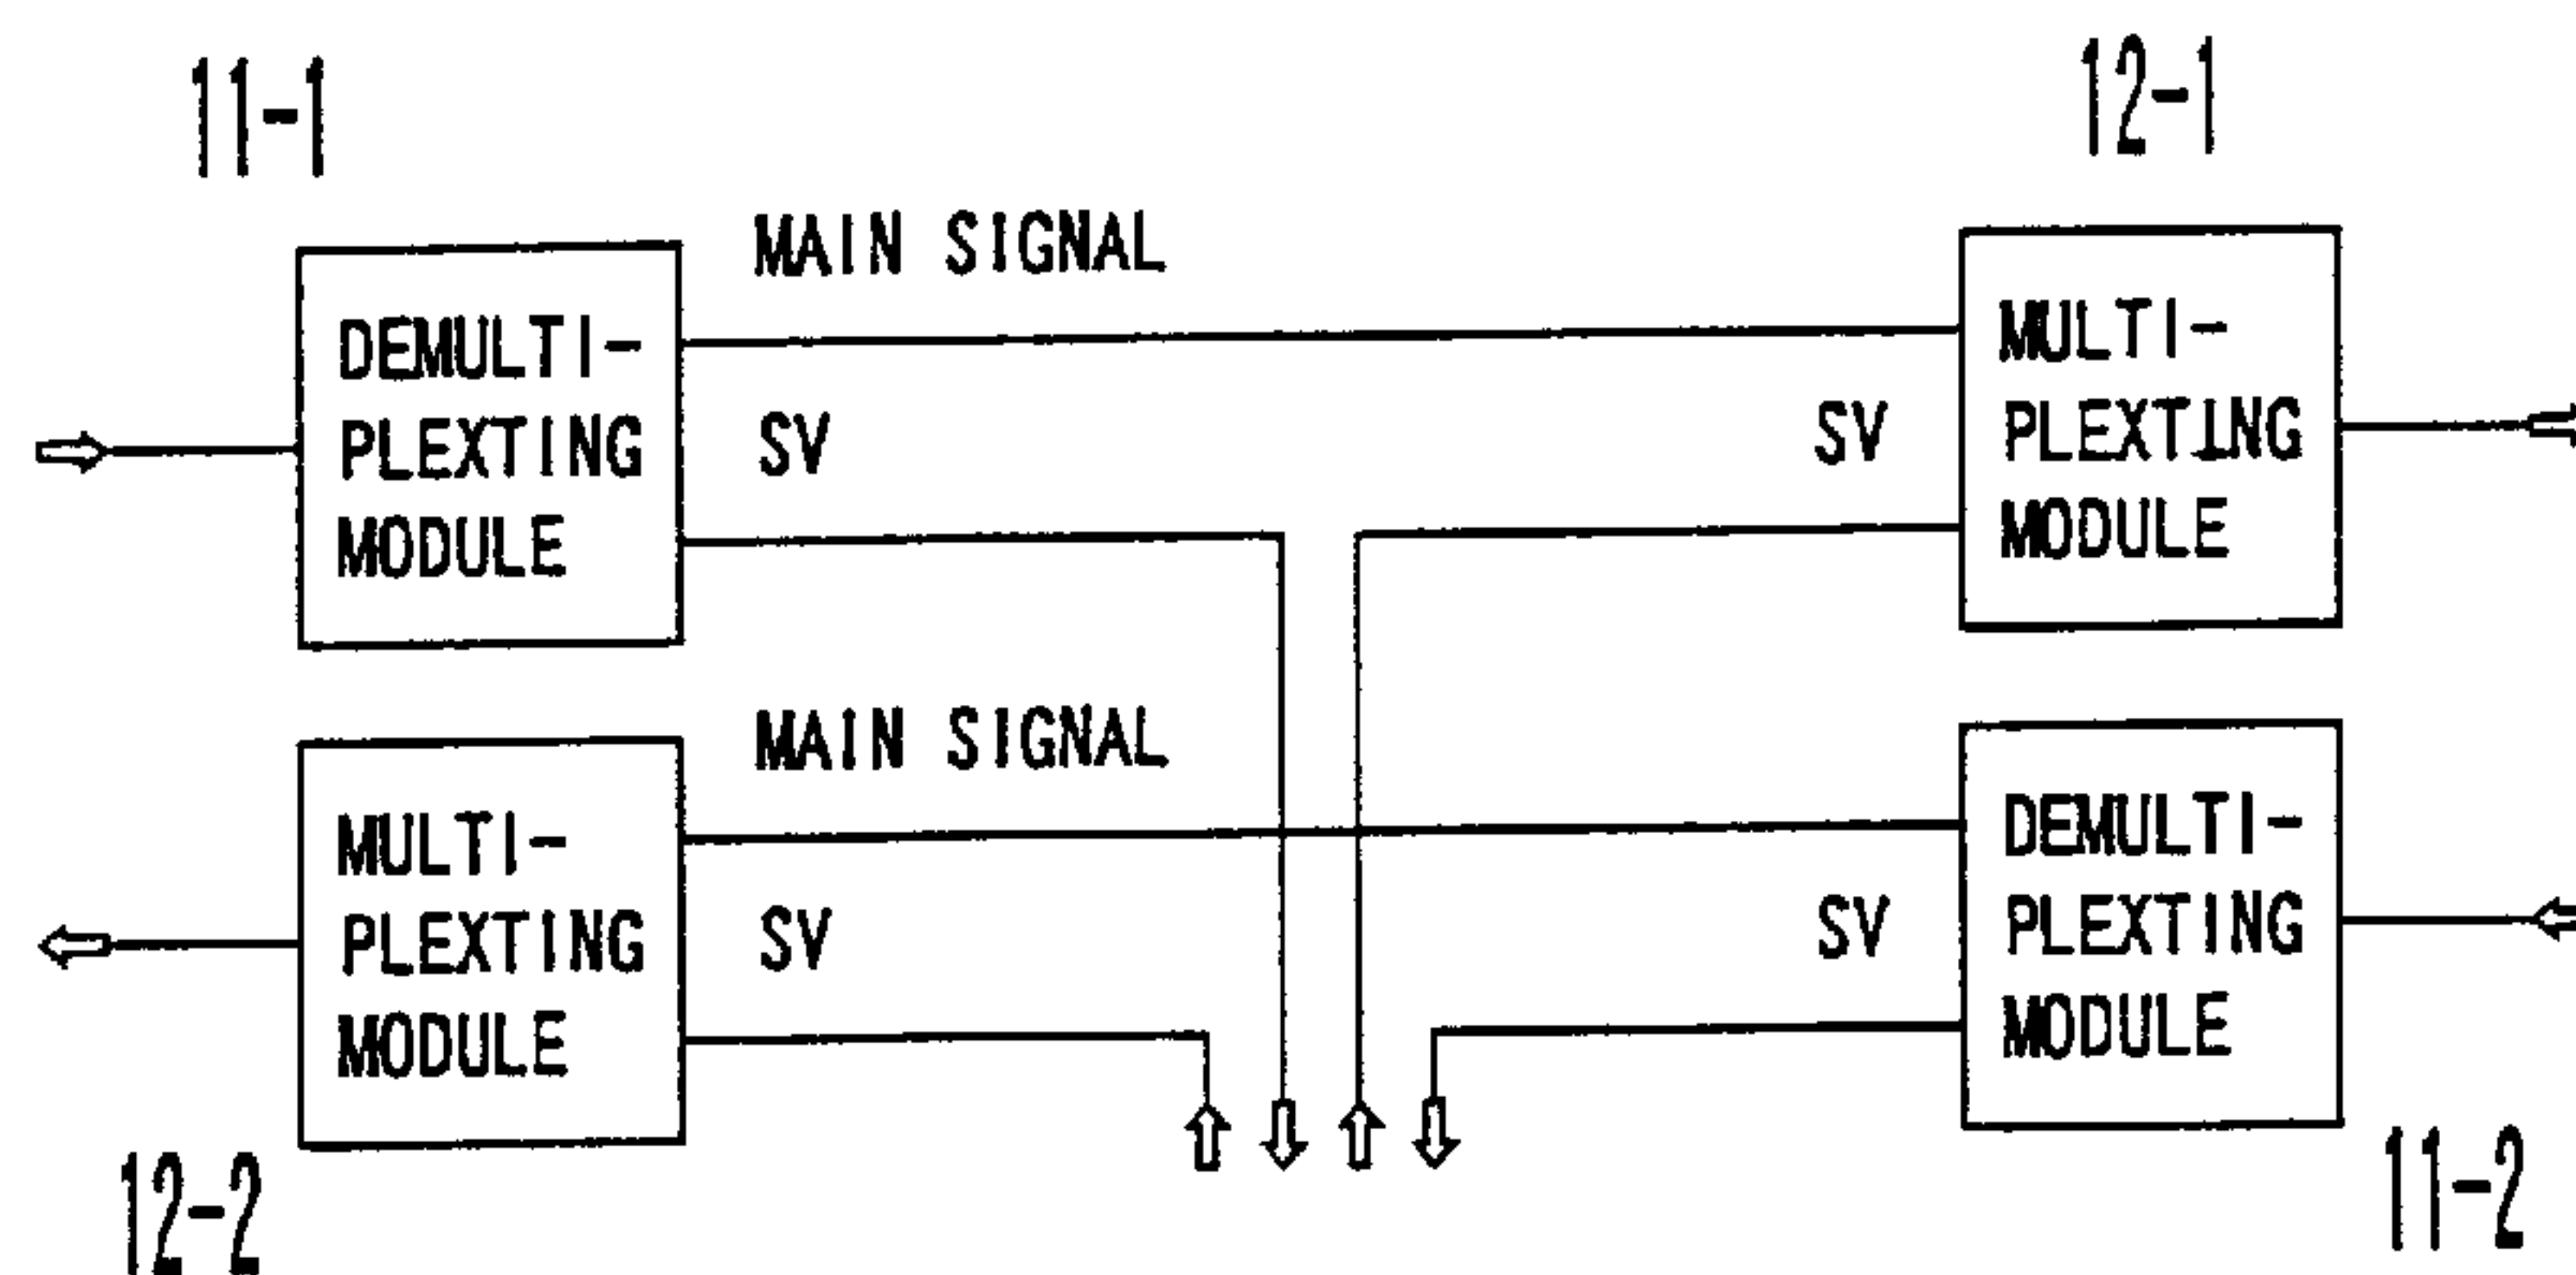 11-1
12-1
MAIN SIGNAL
DEMULTI-
PLEXTING
MODULE
SV
SV
MULTI-
PLEXTING
MODULE
MAIN SIGNAL
MULTI-
PLEXTING
MODULE
SV
SV
DEMULTI-
PLEXTING
MODULE
12-2
11-2